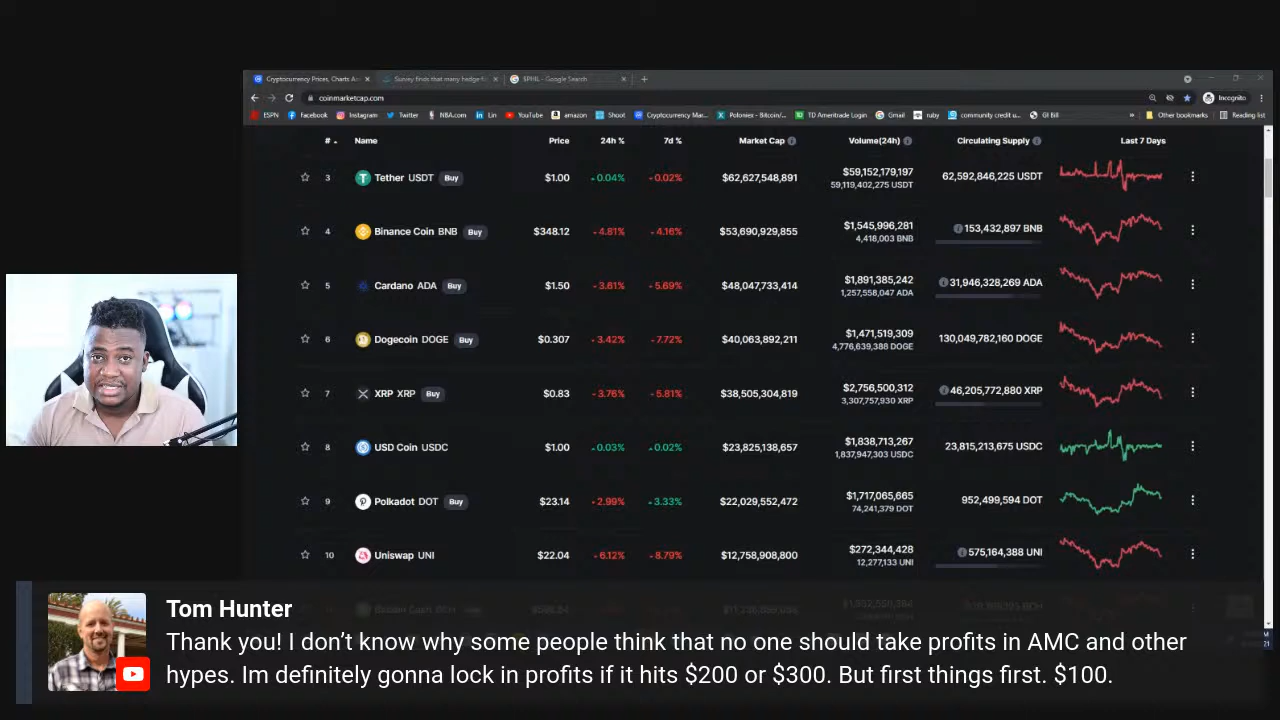 Cryptocurrency Prices, Charts An
Survey finds that many hedge f
$PHIL - Google Search
coinmarketcap.com
Incognito
ESPN Facebook Instagram Twitter NBA.com Lin YouTube amazon Shoot Cryptocurrency Mar... Poloniex - Bitcoin/... TD Ameritrade Login Gmail ruby community credit u... GI Bill » Other bookmarks Reading list
# Name Price 24h % 7d % Market Cap Volume(24h) Circulating Supply Last 7 Days
3 Tether USDT Buy $1.00 0.04% 0.02% $62,627,548,891 $59,152,179,197 62,592,846,225 USDT
59,119,402,275 USDT
4 Binance Coin BNB Buy $348.12 4.81% 4.16% $53,690,929,855 $1,545,996,281 153,432,897 BNB
4,418,003 BNB
5 Cardano ADA Buy $1.50 3.61% 5.69% $48,047,733,414 $1,891,385,242 31,946,328,269 ADA
1,257,558,047 ADA
6 Dogecoin DOGE Buy $0.307 3.42% 7.72% $40,063,892,211 $1,471,519,309 130,049,782,160 DOGE
4,776,639,388 DOGE
7 XRP XRP Buy $0.83 3.76% 5.81% $38,505,304,819 $2,756,500,312 46,205,772,880 XRP
3,307,757,930 XRP
8 USD Coin USDC $1.00 0.03% 0.02% $23,825,138,657 $1,838,713,267 23,815,213,675 USDC
1,837,947,303 USDC
9 Polkadot DOT Buy $23.14 2.99% 3.33% $22,029,552,472 $1,717,065,665 952,499,594 DOT
74,241,379 DOT
10 Uniswap UNI $22.04 6.12% 8.79% $12,758,908,800 $272,344,428 575,164,388 UNI
12,277,133 UNI
Bitcoin Cash BCH
Tom Hunter
Thank you! I don’t know why some people think that no one should take profits in AMC and other
hypes. Im definitely gonna lock in profits if it hits $200 or $300. But first things first. $100.